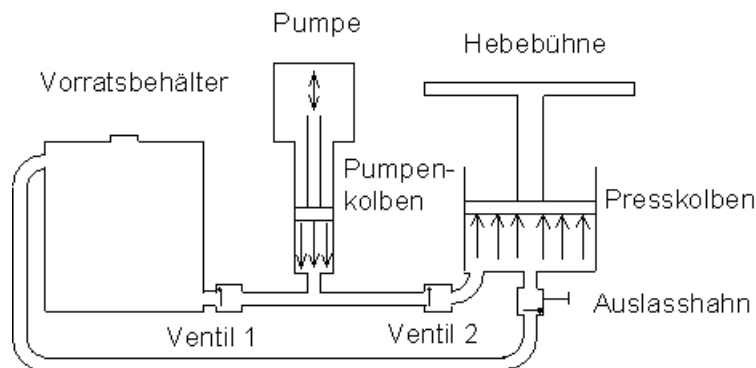 Pumpe
Hebebühne
Vorratsbehälter
Pumpen-
kolben
Presskolben
Auslasshahn
Ventil 1
Ventil 2